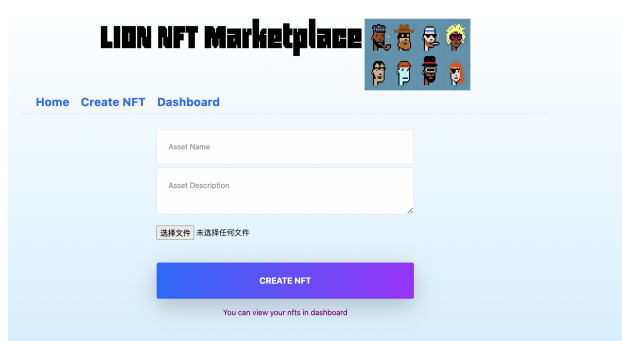 LION NFT Marketplace
Home Create NFT Dashboard
Asset Name
Asset Description
选择文件 未选择任何文件
CREATE NFT
You can view your nfts in dashboard